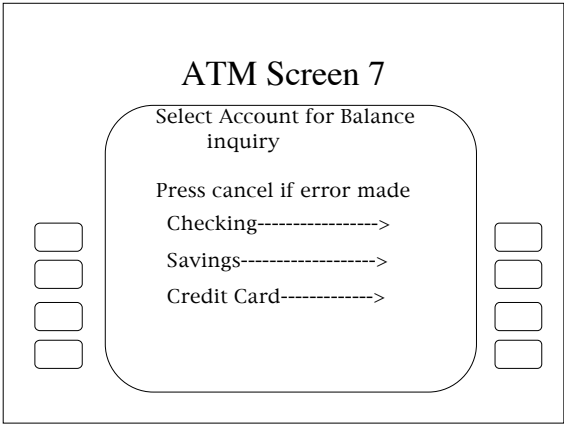 ATM Screen 7
Select Account for Balance
inquiry
Press cancel if error made
Checking----------------->
Savings------------------->
Credit Card------------->